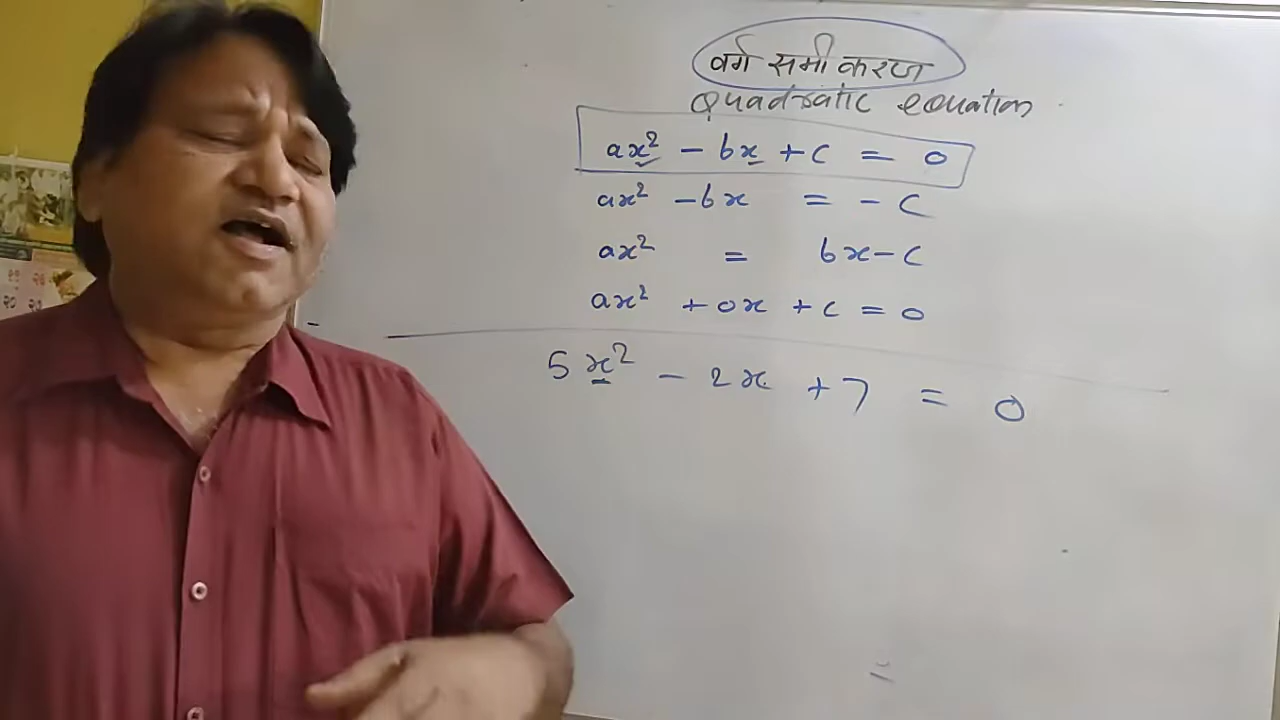 वर्ग समीकरण
Quadratic equation
ax² - bx + c = 0
ax² - bx = - c
ax² = bx - c
ax² + 0x + c = 0
5x² - 2x + 7 = 0